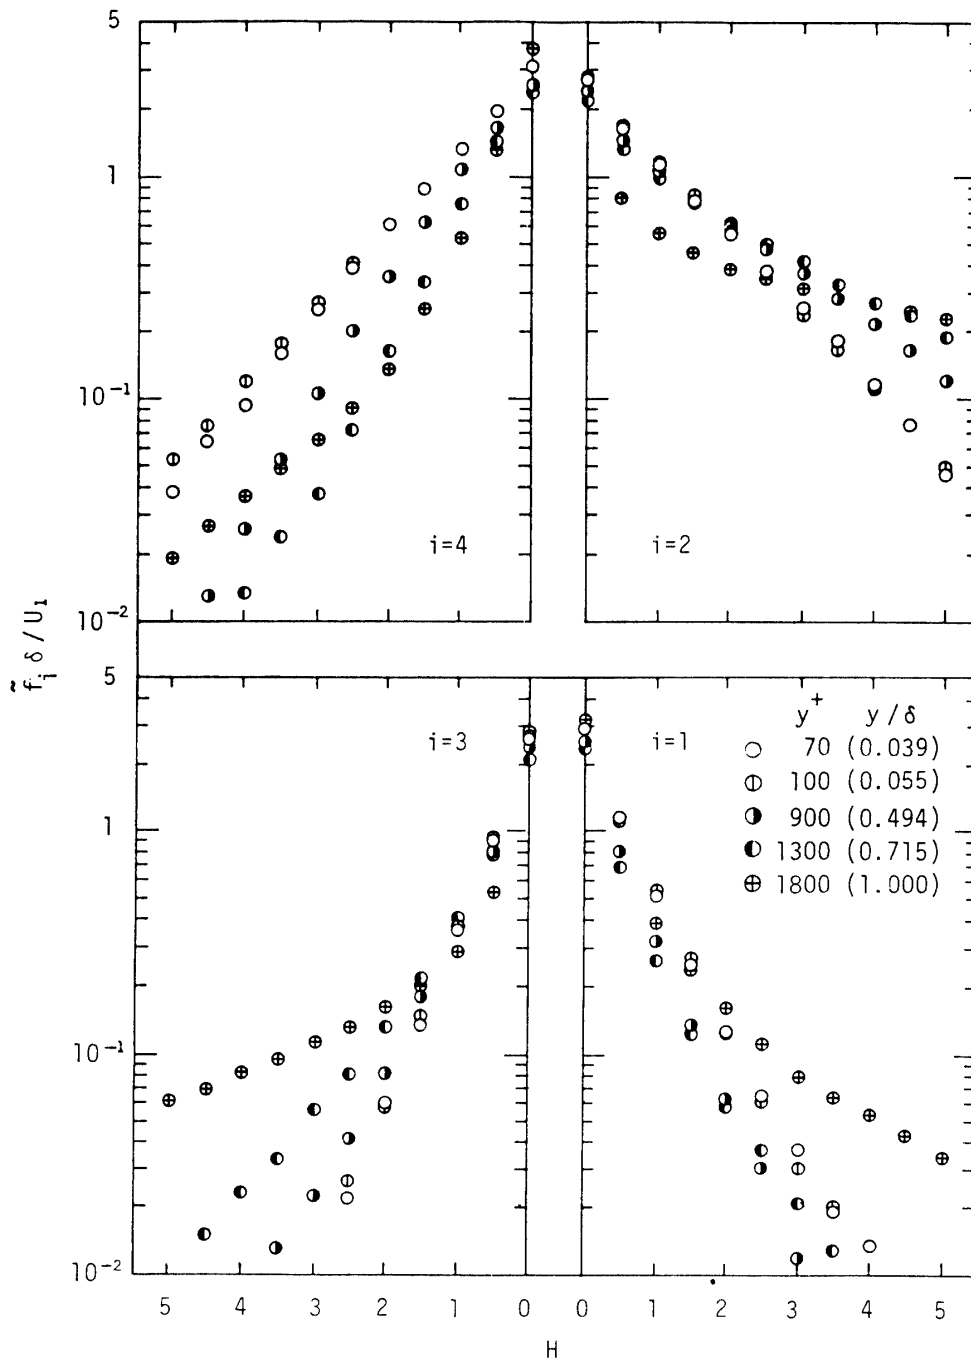 5
1
10⁻¹
10⁻²
i=4
i=2
f̃ᵢ δ / U₁
5
1
10⁻¹
10⁻²
i=3
i=1
y⁺ y/δ
70 (0.039)
100 (0.055)
900 (0.494)
1300 (0.715)
1800 (1.000)
5 4 3 2 1 0 0 1 2 3 4 5
H